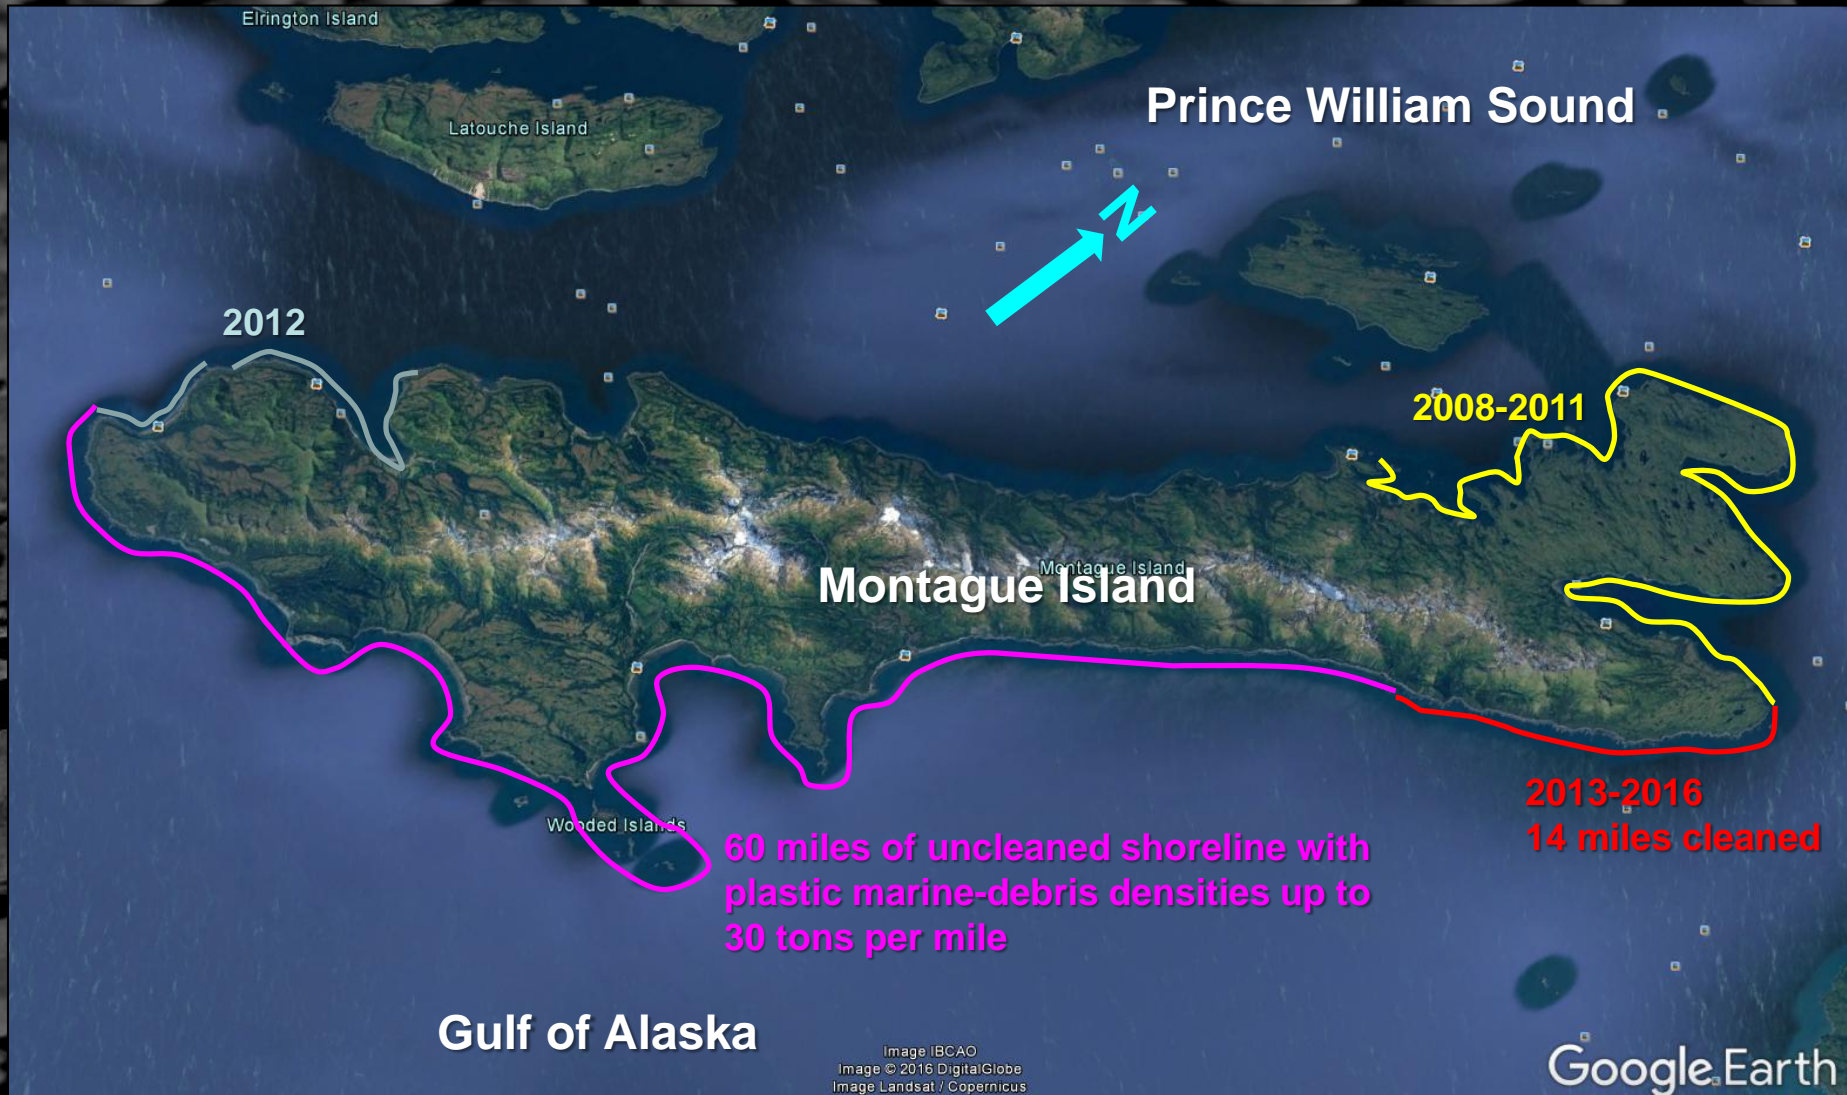 Elrington Island
Prince William Sound
Latouche Island
N
2012
2008-2011
Montague Island
Montague Island
2013-2016
14 miles cleaned
Wooded Islands
60 miles of uncleaned shoreline with
plastic marine-debris densities up to
30 tons per mile
Gulf of Alaska
Image IBCAO
Image © 2016 DigitalGlobe
Image Landsat / Copernicus
Google Earth